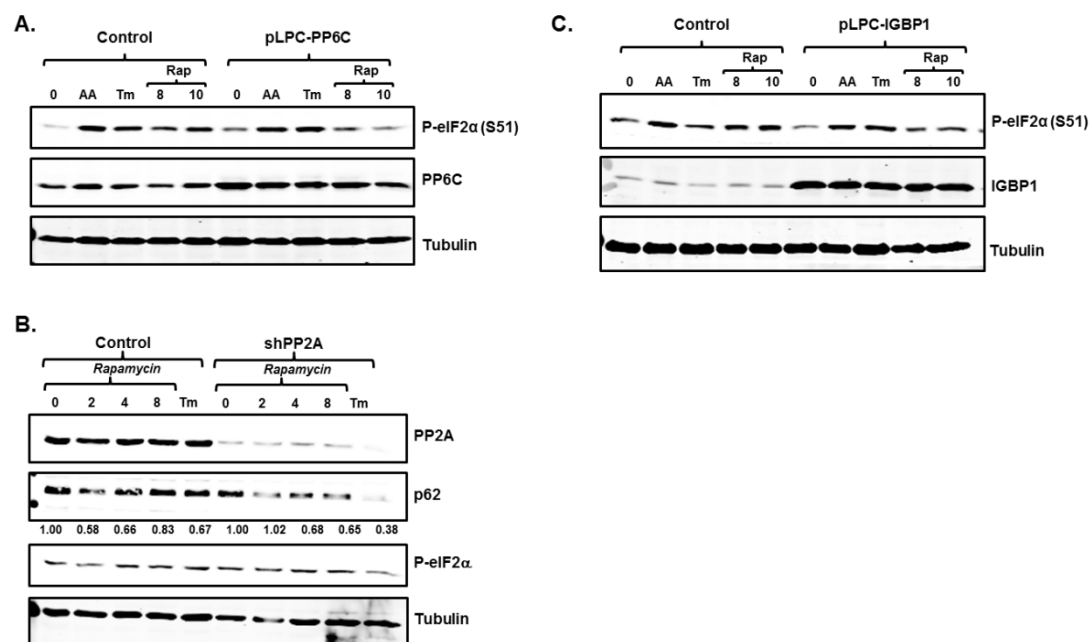 A.
Control pLPC-PP6C
Rap Rap
0 AA Tm 8 10 0 AA Tm 8 10
P-eIF2α (S51)
PP6C
Tubulin
C.
Control pLPC-IGBP1
Rap Rap
0 AA Tm 8 10 0 AA Tm 8 10
P-eIF2α (S51)
IGBP1
Tubulin
B.
Control shPP2A
Rapamycin Rapamycin
0 2 4 8 Tm 0 2 4 8 Tm
PP2A
p62
1.00 0.58 0.66 0.83 0.67 1.00 1.02 0.68 0.65 0.38
P-eIF2α
Tubulin